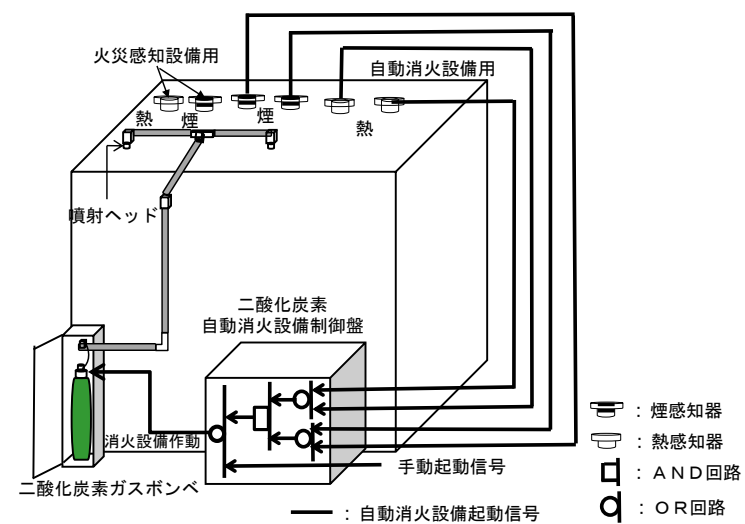 火災感知設備用
自動消火設備用
熱
煙
煙
熱
噴射ヘッド
二酸化炭素
自動消火設備制御盤
消火設備作動
手動起動信号
二酸化炭素ガスボンベ
:自動消火設備起動信号
:煙感知器
:熱感知器
:AND回路
:OR回路